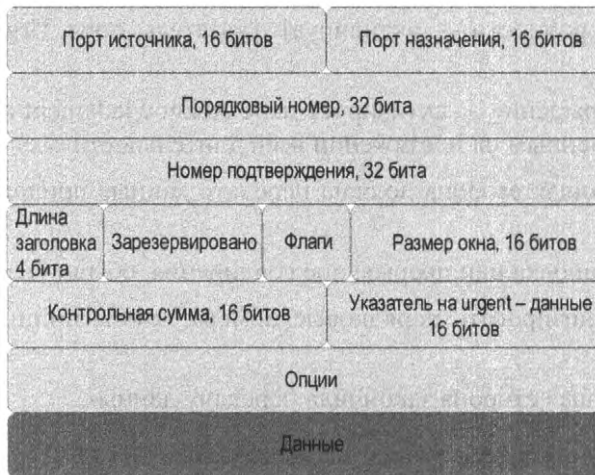 Порт источника, 16 битов
Порт назначения, 16 битов
Порядковый номер, 32 бита
Номер подтверждения, 32 бита
Длина
заголовка
4 бита
Зарезервировано
Флаги
Размер окна, 16 битов
Контрольная сумма, 16 битов
Указатель на urgent – данные
16 битов
Опции
Данные